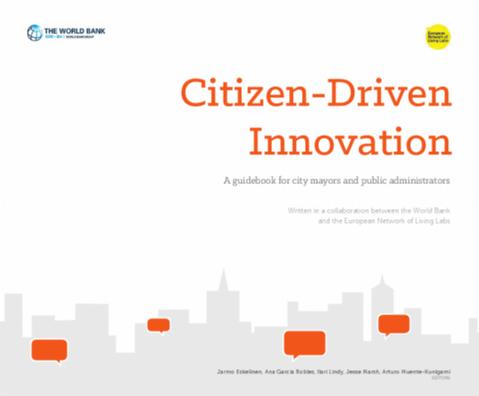 THE WORLD BANK
IBRD • IDA | WORLD BANK GROUP
European
Network of
Living Labs
Citizen-Driven
Innovation
A guidebook for city mayors and public administrators
Written in a collaboration between the World Bank
and the European Network of Living Labs
Jarmo Eskelinen, Ana García Robles, Ilari Lindy, Jesse Marsh, Arturo Muente-Kunigami
EDITORS